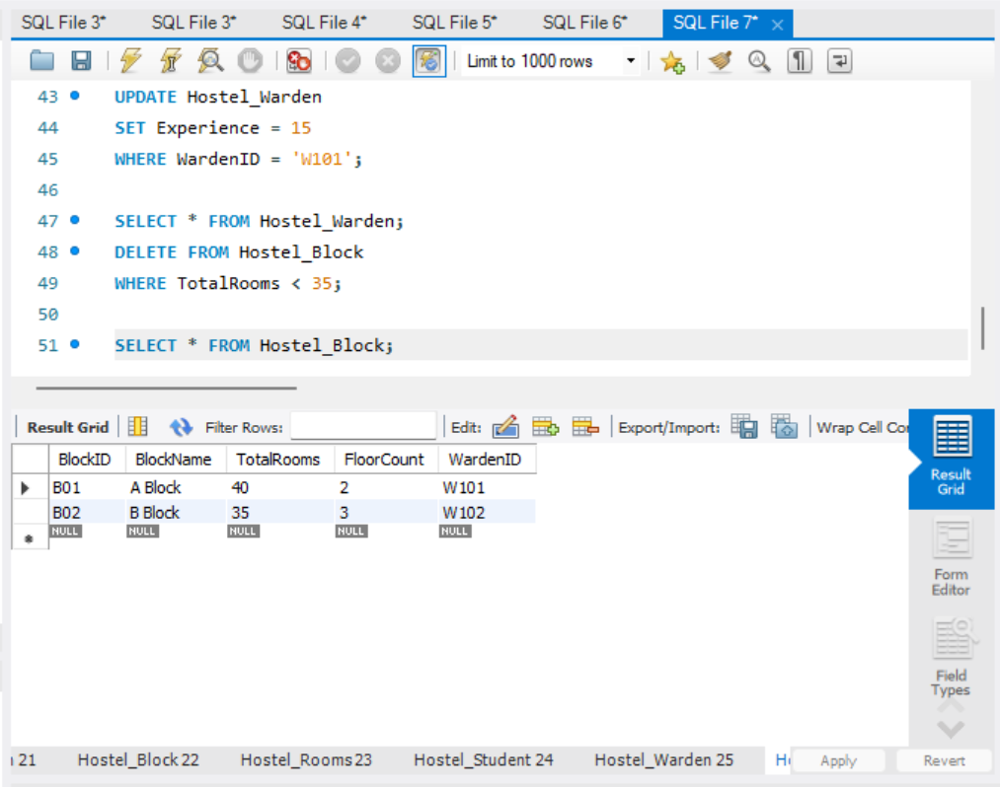 SQL File 3* SQL File 3* SQL File 4* SQL File 5* SQL File 6* SQL File 7* ×
Limit to 1000 rows
43 UPDATE Hostel_Warden
44 SET Experience = 15
45 WHERE WardenID = 'W101';
46
47 SELECT * FROM Hostel_Warden;
48 DELETE FROM Hostel_Block
49 WHERE TotalRooms < 35;
50
51 SELECT * FROM Hostel_Block;
Result Grid Filter Rows: Edit: Export/Import: Wrap Cell
BlockID BlockName TotalRooms FloorCount WardenID
B01 A Block 40 2 W101
B02 B Block 35 3 W102
NULL NULL NULL NULL NULL
Result
Grid
Form
Editor
Field
Types
21 Hostel_Block 22 Hostel_Rooms 23 Hostel_Student 24 Hostel_Warden 25 Apply Revert